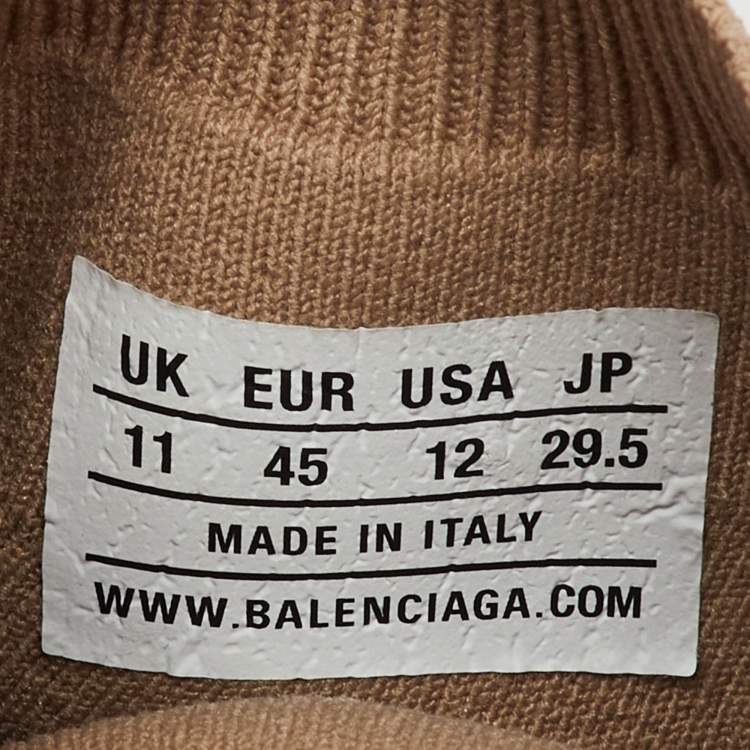 UK EUR USA JP
11 45 12 29.5
MADE IN ITALY
WWW.BALENCIAGA.COM